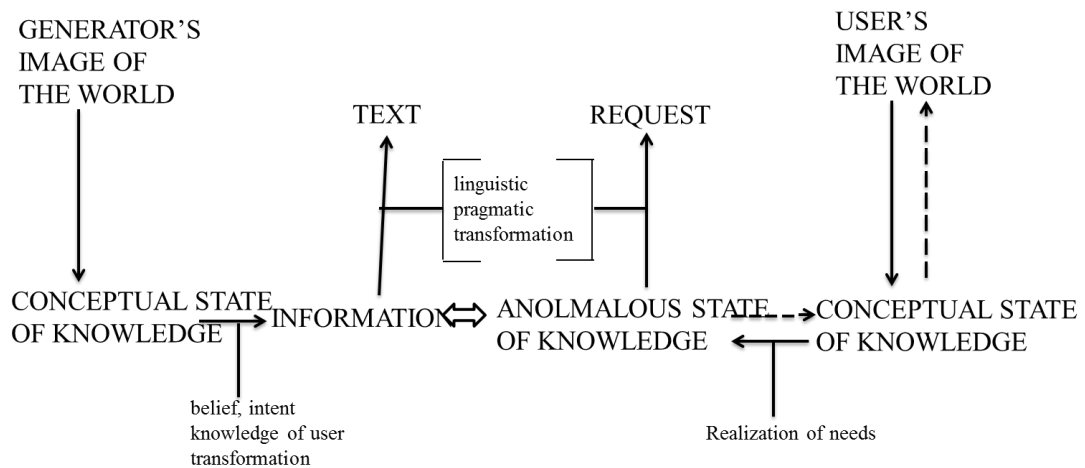 GENERATOR'S
IMAGE OF
THE WORLD
USER'S
IMAGE OF
THE WORLD
TEXT
REQUEST
linguistic
pragmatic
transformation
CONCEPTUAL STATE
OF KNOWLEDGE
INFORMATION
ANOLMALOUS STATE
OF KNOWLEDGE
CONCEPTUAL STATE
OF KNOWLEDGE
belief, intent
knowledge of user
transformation
Realization of needs